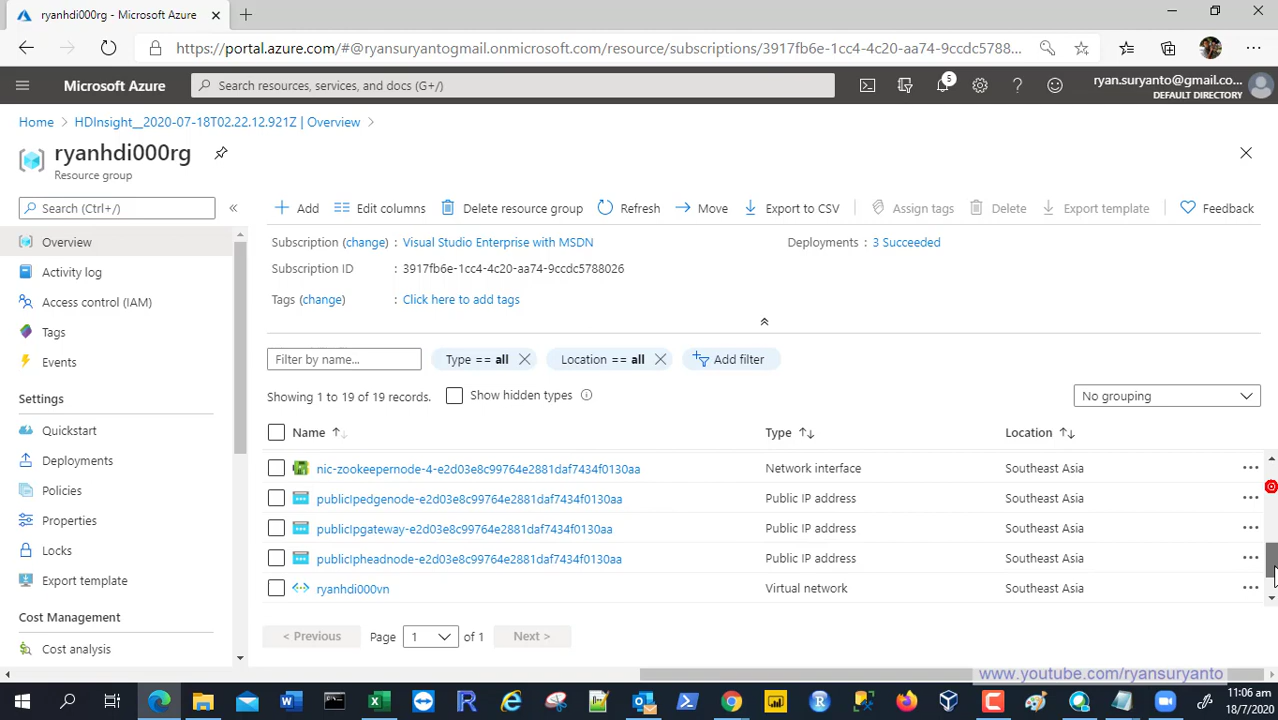 ryanhdi000rg - Microsoft Azure
https://portal.azure.com/#@ryansuryantogmail.onmicrosoft.com/resource/subscriptions/3917fb6e-1cc4-4c20-aa74-9ccdc5788...
Microsoft Azure
Search resources, services, and docs (G+/)
5
ryan.suryanto@gmail.co...
DEFAULT DIRECTORY
Home > HDInsight__2020-07-18T02.22.12.921Z | Overview >
ryanhdi000rg
Resource group
Search (Ctrl+/)
Add
Edit columns
Delete resource group
Refresh
Move
Export to CSV
Assign tags
Delete
Export template
Feedback
Overview
Activity log
Access control (IAM)
Tags
Events
Settings
Quickstart
Deployments
Policies
Properties
Locks
Export template
Cost Management
Cost analysis
Subscription (change) : Visual Studio Enterprise with MSDN
Deployments : 3 Succeeded
Subscription ID : 3917fb6e-1cc4-4c20-aa74-9ccdc5788026
Tags (change) : Click here to add tags
Filter by name...
Type == all
Location == all
Add filter
Showing 1 to 19 of 19 records.
Show hidden types
No grouping
Name Type Location
nic-zookeepernode-4-e2d03e8c99764e2881daf7434f0130aa Network interface Southeast Asia
publicIpedgenode-e2d03e8c99764e2881daf7434f0130aa Public IP address Southeast Asia
publicIpgateway-e2d03e8c99764e2881daf7434f0130aa Public IP address Southeast Asia
publicIpheadnode-e2d03e8c99764e2881daf7434f0130aa Public IP address Southeast Asia
ryanhdi000vn Virtual network Southeast Asia
< Previous Page 1 of 1 Next >
www.youtube.com/ryansuryanto
11:06 am
18/7/2020